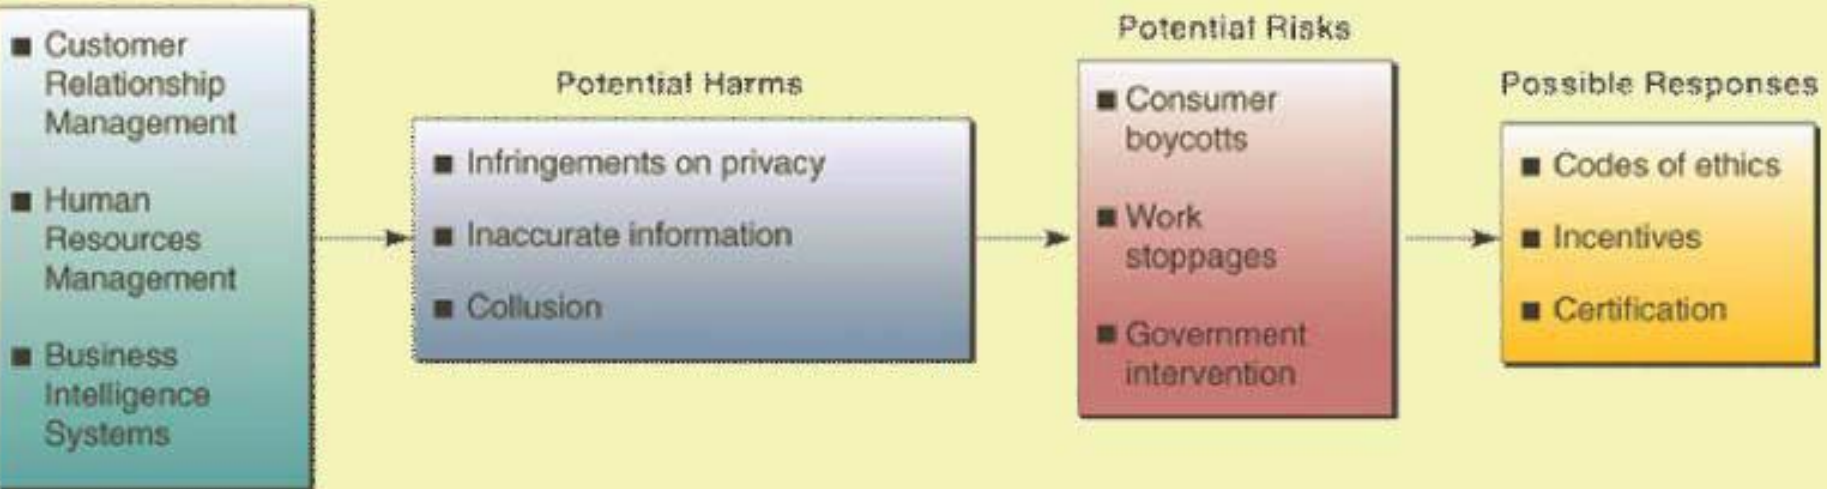 ■ Customer
Relationship
Management
■ Human
Resources
Management
■ Business
Intelligence
Systems
Potential Harms
■ Infringements on privacy
■ Inaccurate information
■ Collusion
Potential Risks
■ Consumer
boycotts
■ Work
stoppages
■ Government
intervention
Possible Responses
■ Codes of ethics
■ Incentives
■ Certification